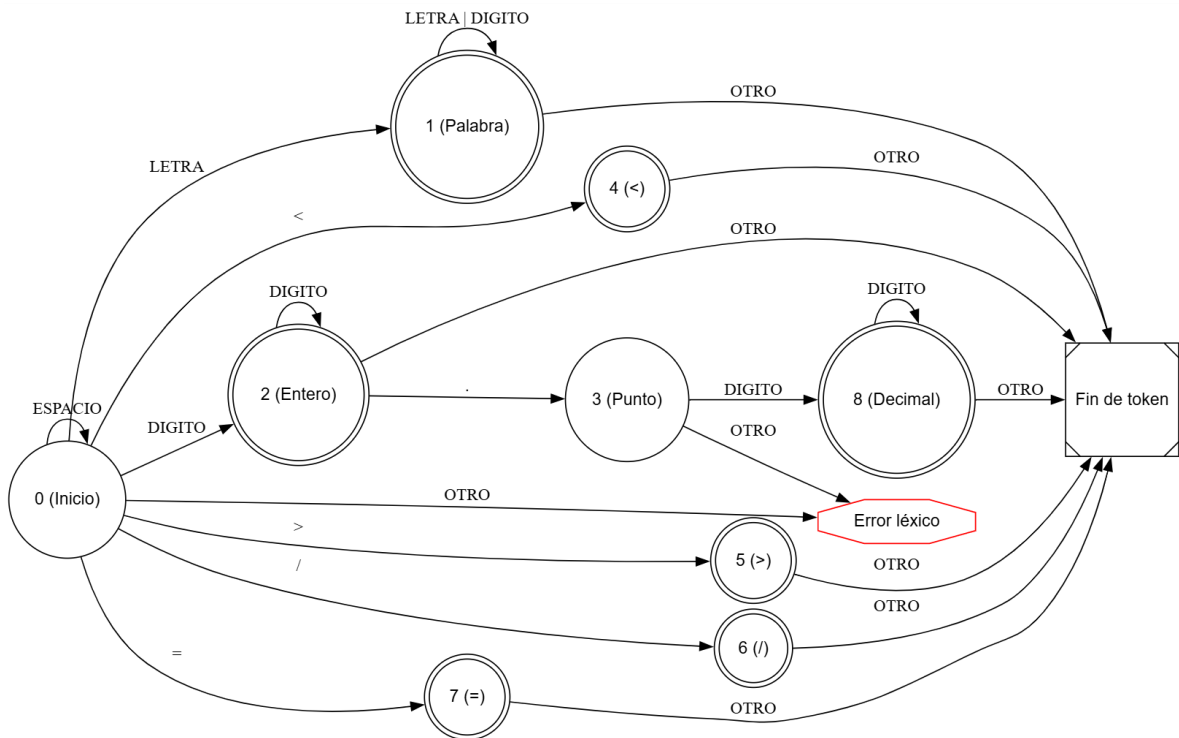 LETRA | DIGITO
1 (Palabra)
OTRO
LETRA
4 (<)
OTRO
<
OTRO
DIGITO
2 (Entero)
.
3 (Punto)
DIGITO
DIGITO
8 (Decimal)
OTRO
Fin de token
ESPACIO
DIGITO
OTRO
0 (Inicio)
OTRO
Error léxico
>
5 (>)
OTRO
/
OTRO
6 (/)
=
7 (=)
OTRO